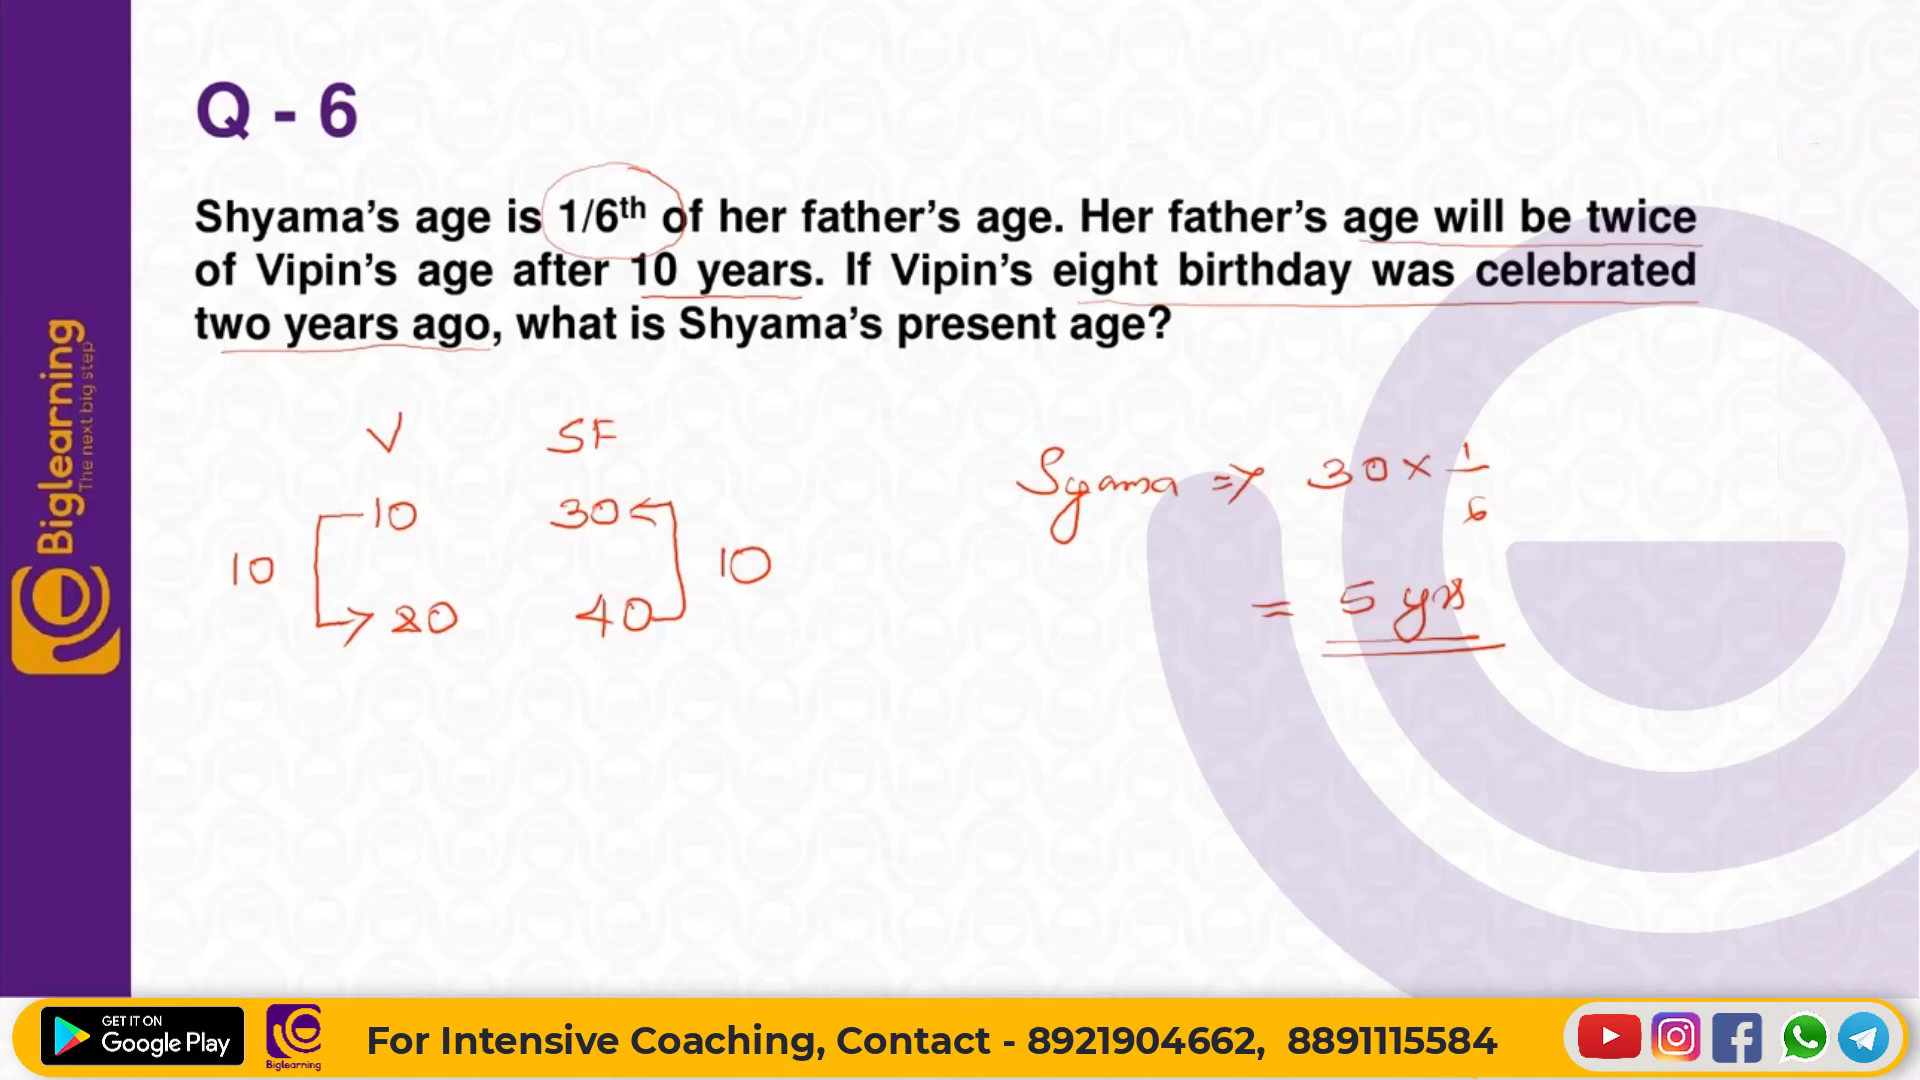 Q - 6
Shyama’s age is 1/6th of her father’s age. Her father’s age will be twice
of Vipin’s age after 10 years. If Vipin’s eight birthday was celebrated
two years ago, what is Shyama’s present age?
V SF
10 30
10 10
20 40
Syama => 30 × 1/6
= 5 yrs
Biglearning
The next big step
GET IT ON
Google Play
Biglearning
For Intensive Coaching, Contact - 8921904662, 8891115584